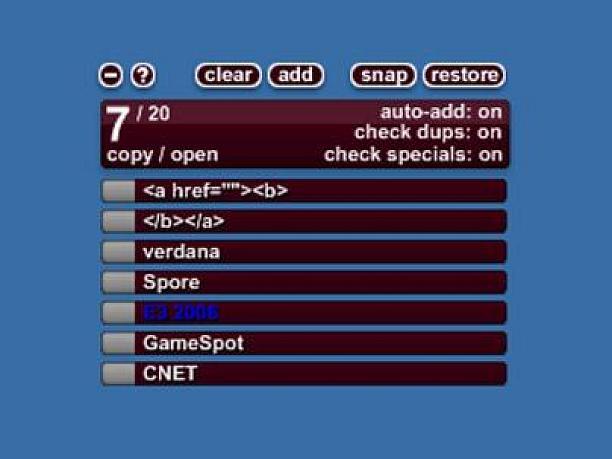 − ? clear add snap restore
7 / 20 auto-add: on
check dups: on
copy / open check specials: on
<a href=""><b>
</b></a>
verdana
Spore
E3 2006
GameSpot
CNET